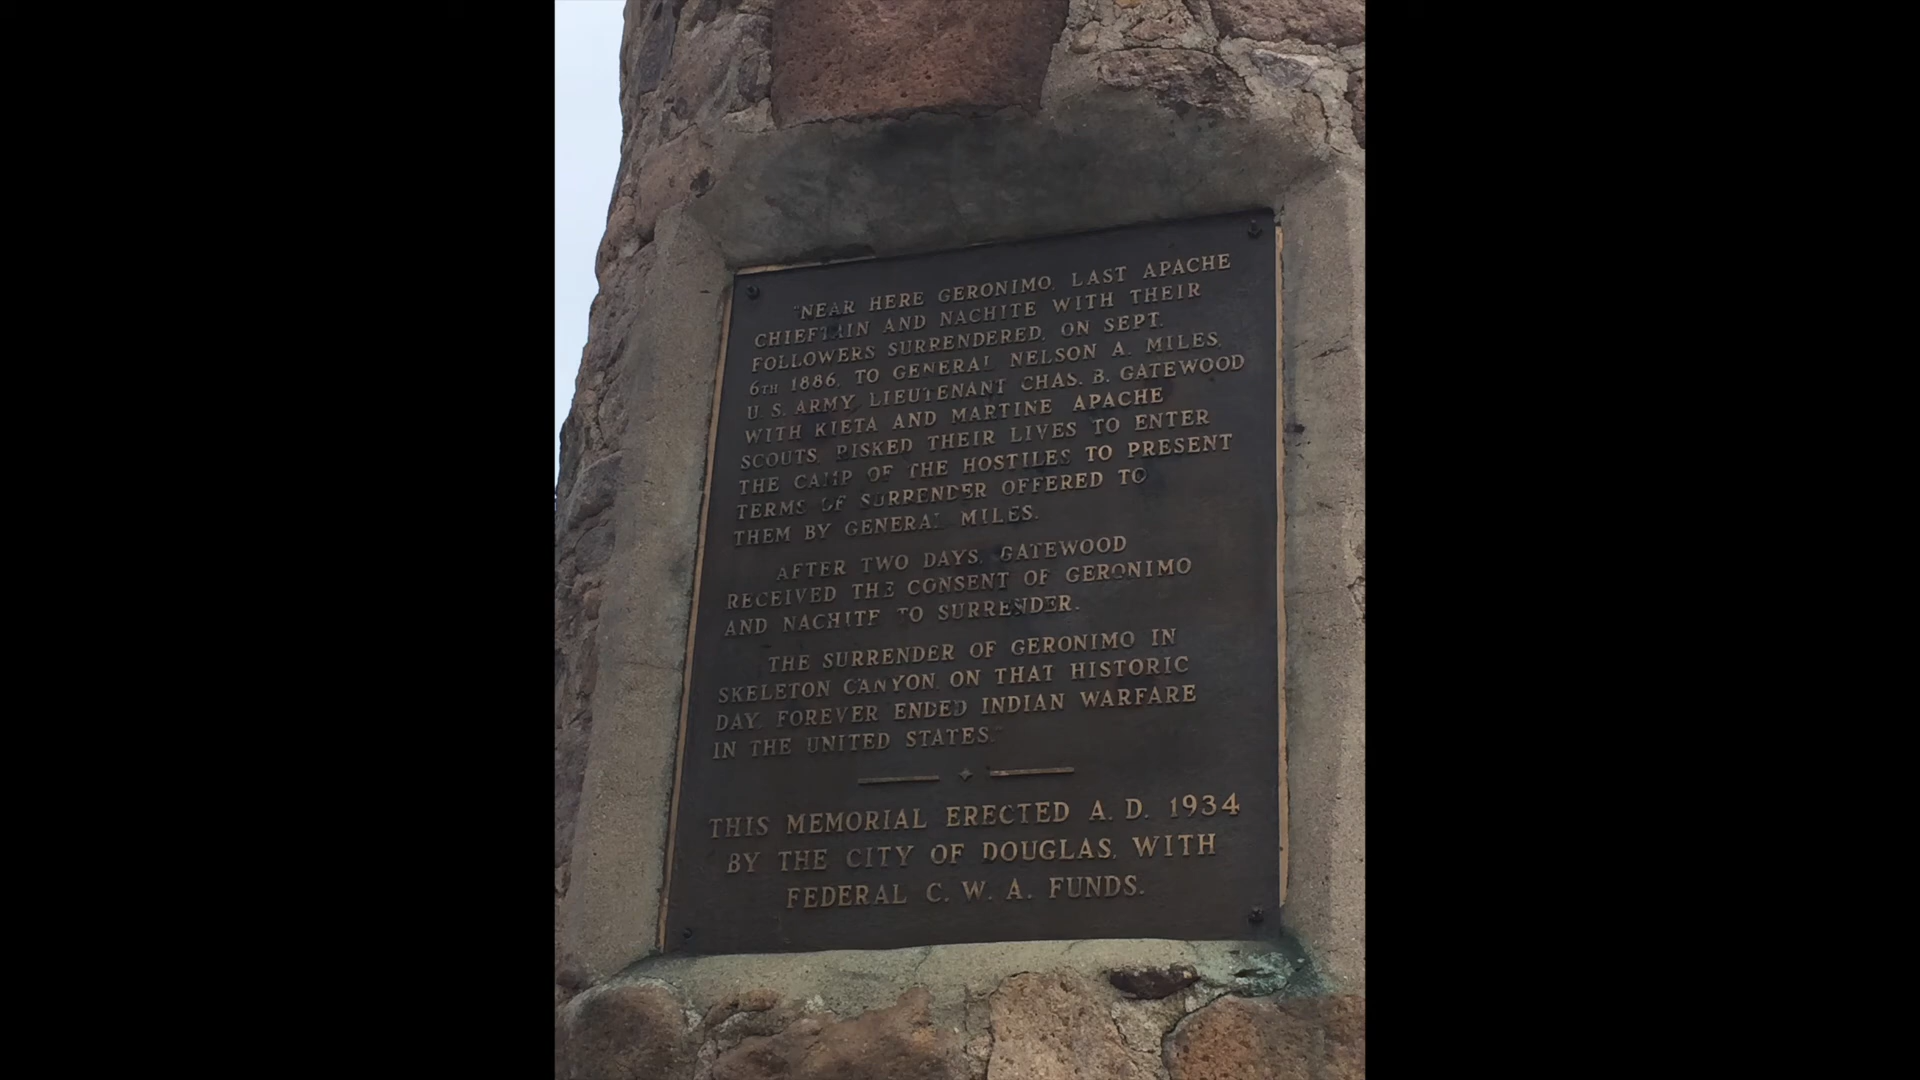 "NEAR HERE GERONIMO, LAST APACHE
CHIEFTAIN AND NACHITE WITH THEIR
FOLLOWERS SURRENDERED, ON SEPT.
6TH 1886, TO GENERAL NELSON A. MILES,
U. S. ARMY, LIEUTENANT CHAS. B. GATEWOOD
WITH KIETA AND MARTINE APACHE
SCOUTS, RISKED THEIR LIVES TO ENTER
THE CAMP OF THE HOSTILES TO PRESENT
TERMS OF SURRENDER OFFERED TO
THEM BY GENERAL MILES.
AFTER TWO DAYS, GATEWOOD
RECEIVED THE CONSENT OF GERONIMO
AND NACHITE TO SURRENDER.
THE SURRENDER OF GERONIMO IN
SKELETON CANYON, ON THAT HISTORIC
DAY, FOREVER ENDED INDIAN WARFARE
IN THE UNITED STATES."
THIS MEMORIAL ERECTED A. D. 1934
BY THE CITY OF DOUGLAS, WITH
FEDERAL C. W. A. FUNDS.